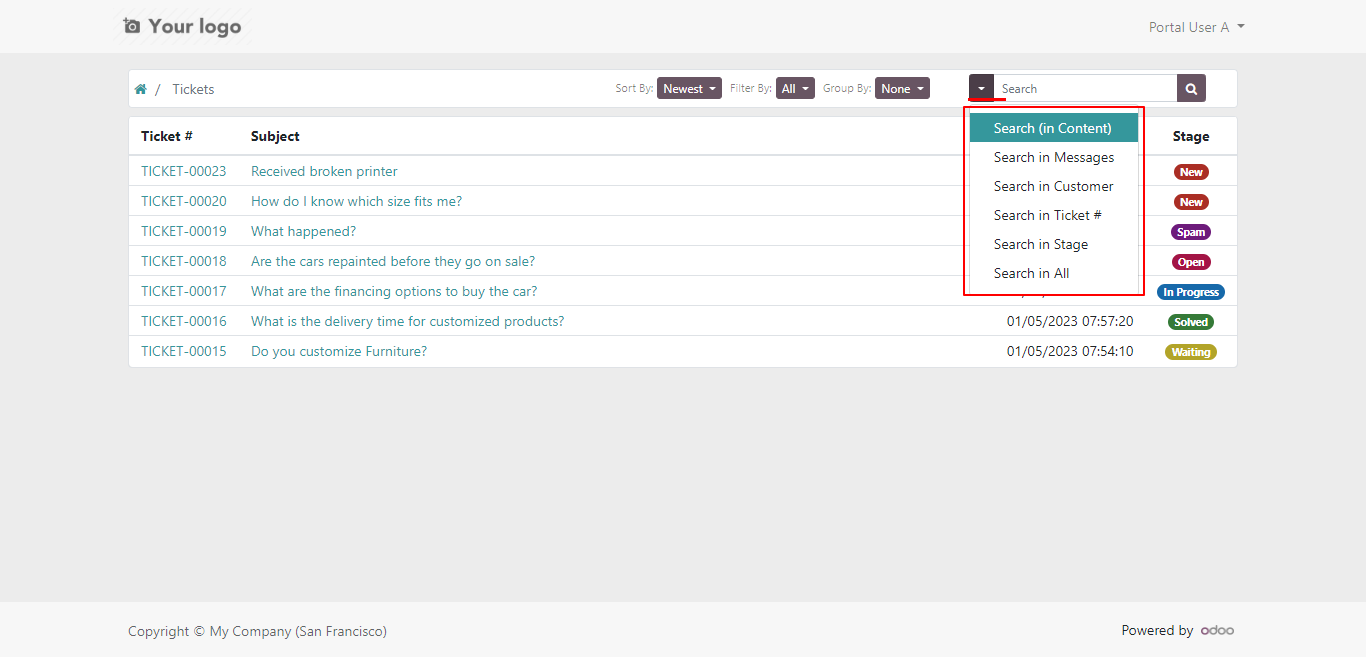 Your logo
Portal User A
/ Tickets
Sort By: Newest Filter By: All Group By: None Search
Search (in Content)
Search in Messages
Search in Customer
Search in Ticket #
Search in Stage
Search in All
Ticket # Subject Stage
TICKET-00023 Received broken printer New
TICKET-00020 How do I know which size fits me? New
TICKET-00019 What happened? Spam
TICKET-00018 Are the cars repainted before they go on sale? Open
TICKET-00017 What are the financing options to buy the car? In Progress
TICKET-00016 What is the delivery time for customized products? 01/05/2023 07:57:20 Solved
TICKET-00015 Do you customize Furniture? 01/05/2023 07:54:10 Waiting
Copyright © My Company (San Francisco)
Powered by odoo